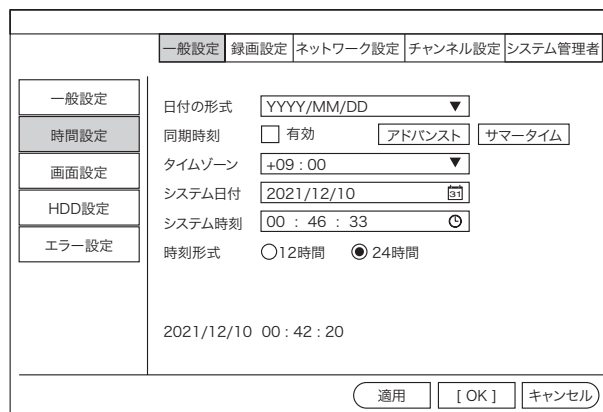 一般設定 録画設定 ネットワーク設定 チャンネル設定 システム管理者
一般設定
時間設定
画面設定
HDD設定
エラー設定
日付の形式 YYYY/MM/DD ▼
同期時刻 有効 アドバンスト サマータイム
タイムゾーン +09 : 00 ▼
システム日付 2021/12/10 31
システム時刻 00 : 46 : 33
時刻形式 12時間 24時間
2021/12/10 00 : 42 : 20
適用 [ OK ] キャンセル